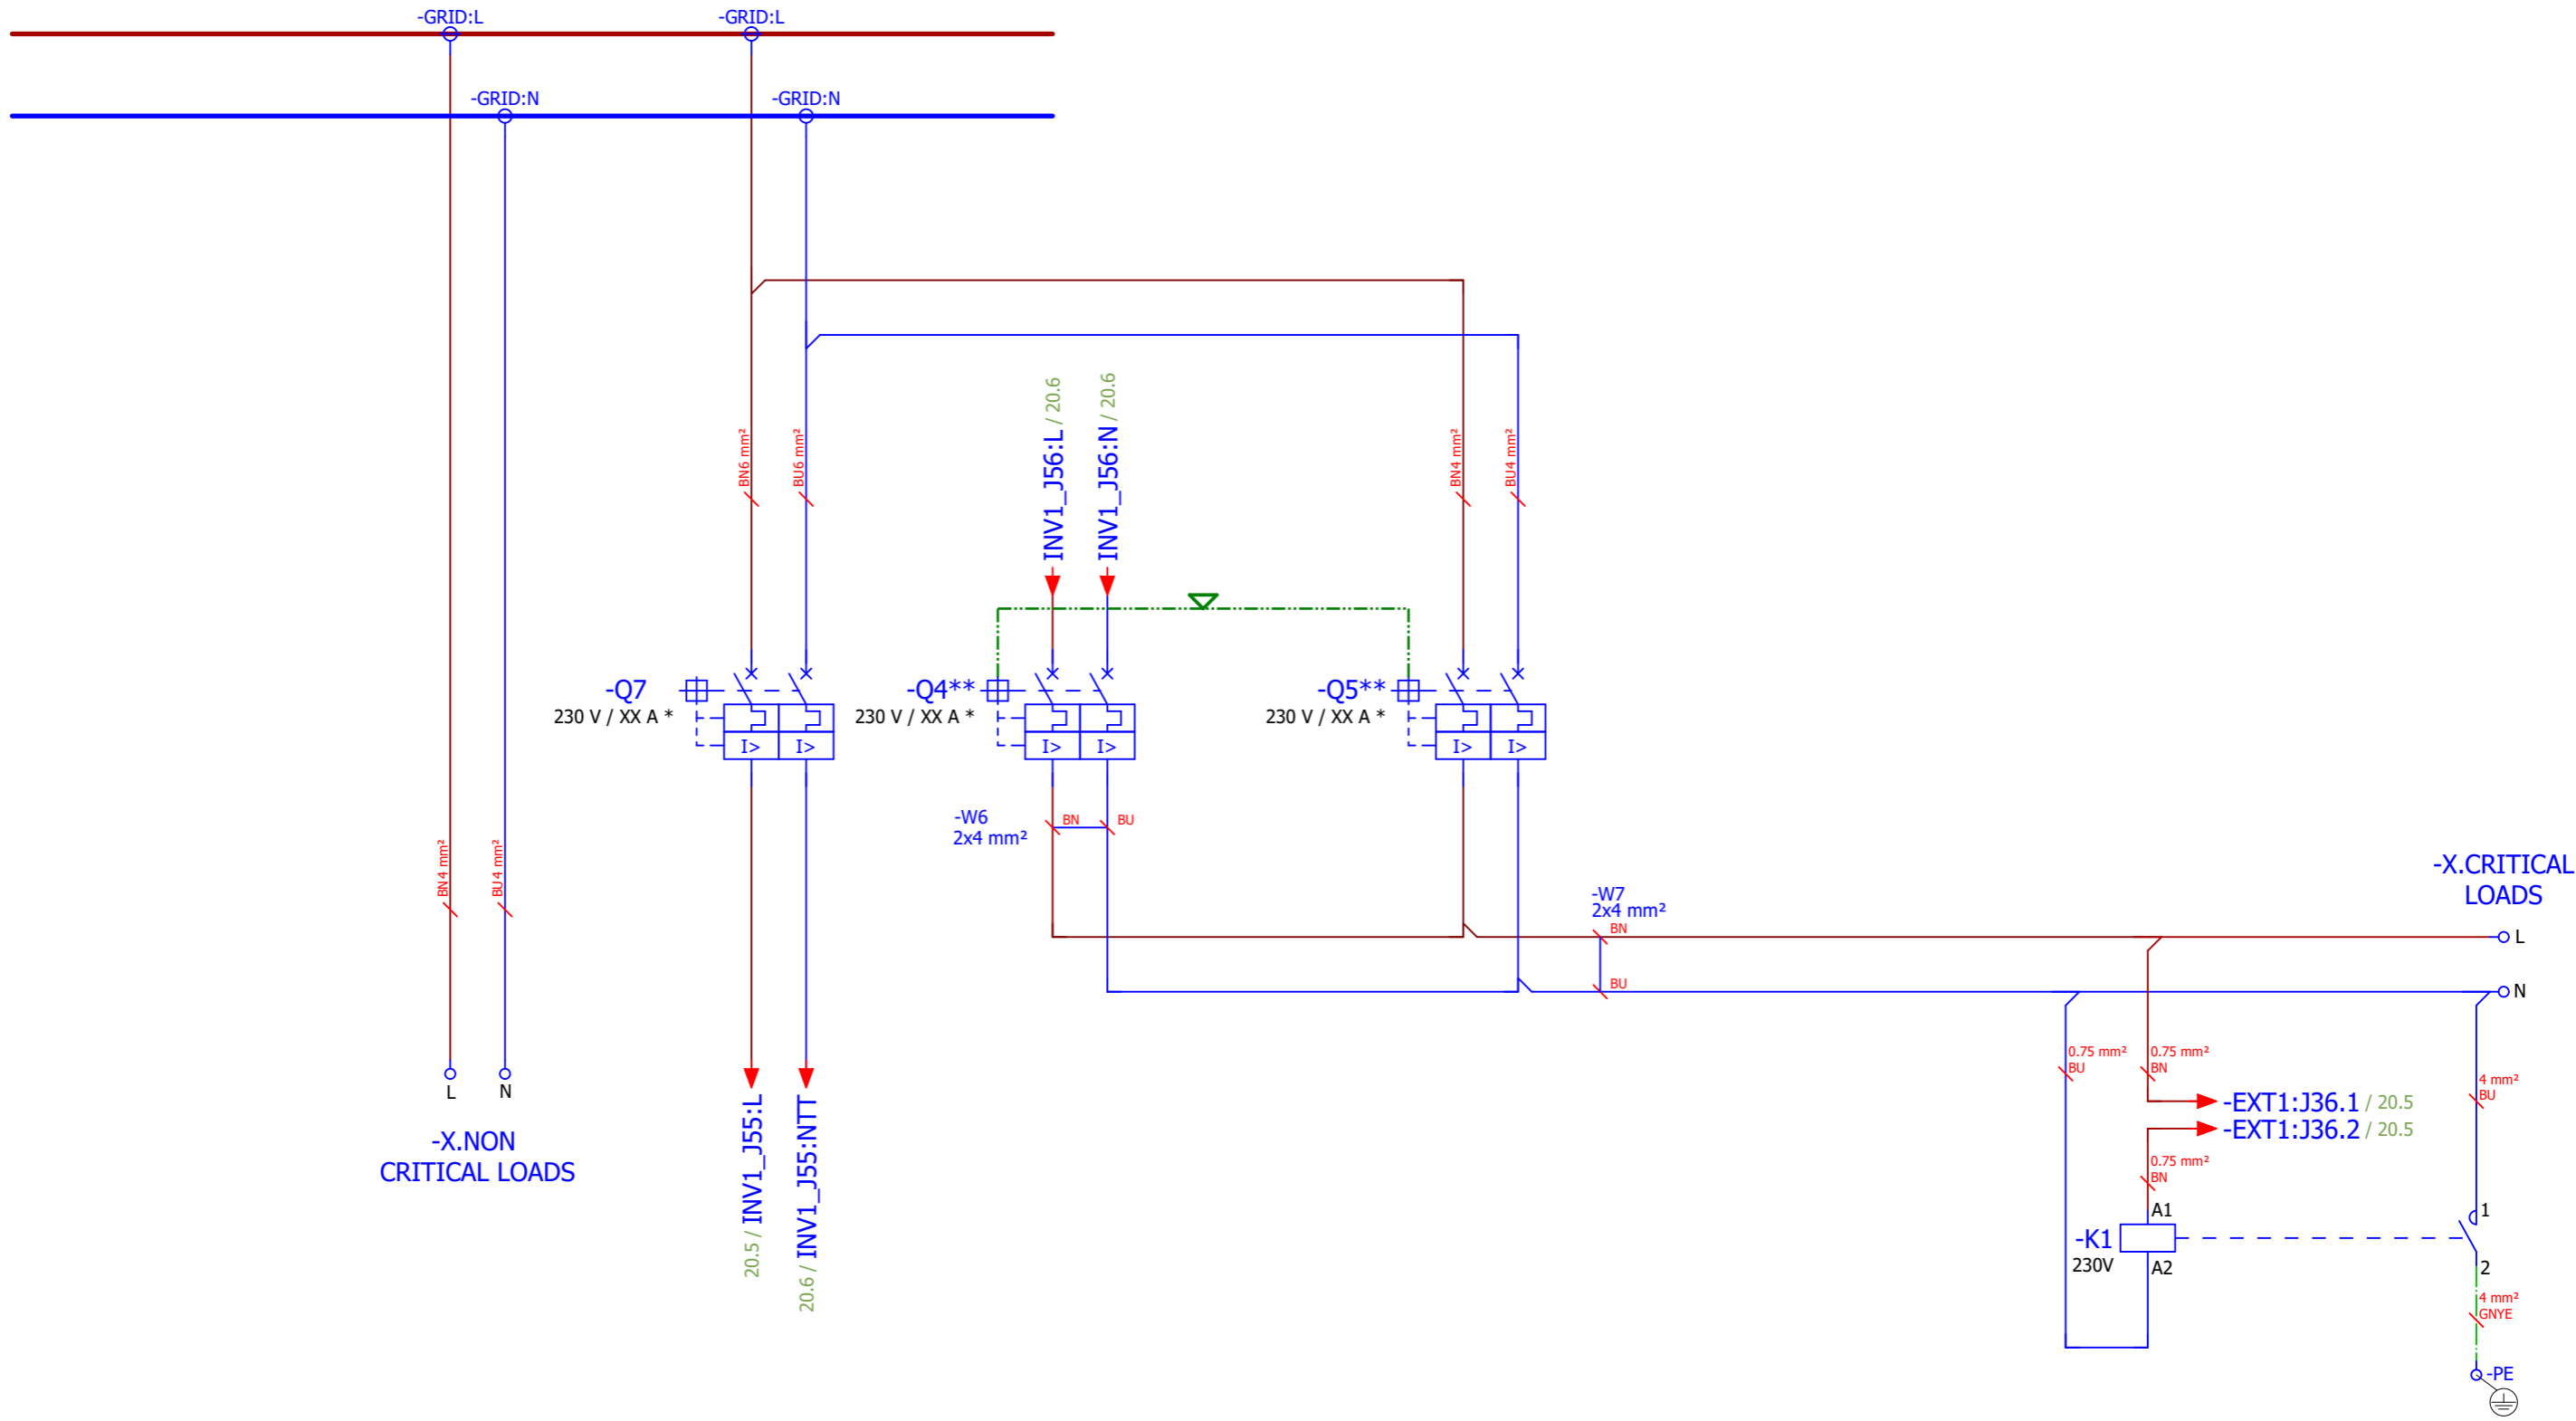 -GRID:L
-GRID:L
-GRID:N
-GRID:N
BN6 mm²
BU6 mm²
INV1_J56:L / 20.6
INV1_J56:N / 20.6
BN4 mm²
BU4 mm²
-Q7
230 V / XX A *
I>
I>
-Q4**
230 V / XX A *
I>
I>
-Q5**
230 V / XX A *
I>
I>
-W6
2x4 mm²
BN
BU
BN4 mm²
BU4 mm²
-W7
2x4 mm²
BN
BU
-X.CRITICAL
LOADS
L
N
L
N
-X.NON
CRITICAL LOADS
20.5 / INV1_J55:L
20.6 / INV1_J55:NTT
0.75 mm²
BU
0.75 mm²
BN
-EXT1:J36.1 / 20.5
-EXT1:J36.2 / 20.5
0.75 mm²
BN
4 mm²
BU
A1
-K1
230V
A2
1
2
4 mm²
GNYE
-PE